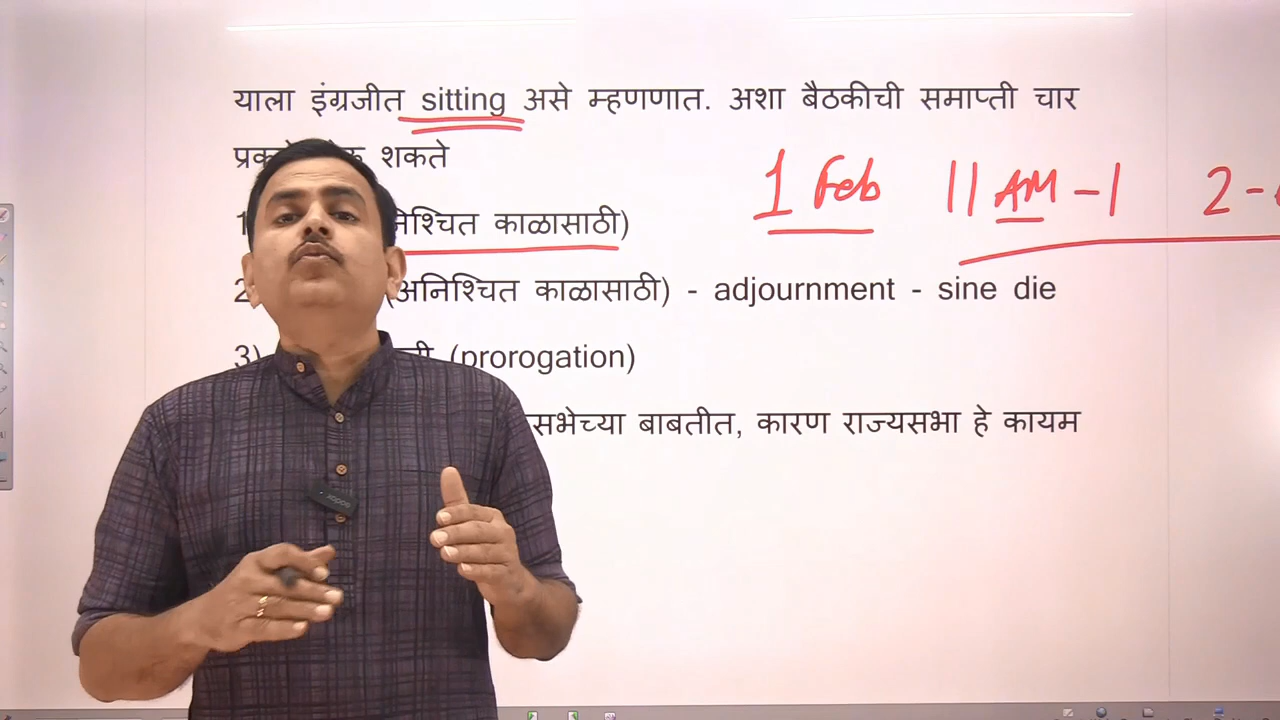 याला इंग्रजीत sitting असे म्हणणात. अशा बैठकीची समाप्ती चार
शकते
1 Feb 11 AM - 1 2 -
काळासाठी)
2 (अनिश्चित काळासाठी) - adjournment - sine die
3) (prorogation)
बाबतीत, कारण राज्यसभा हे कायम